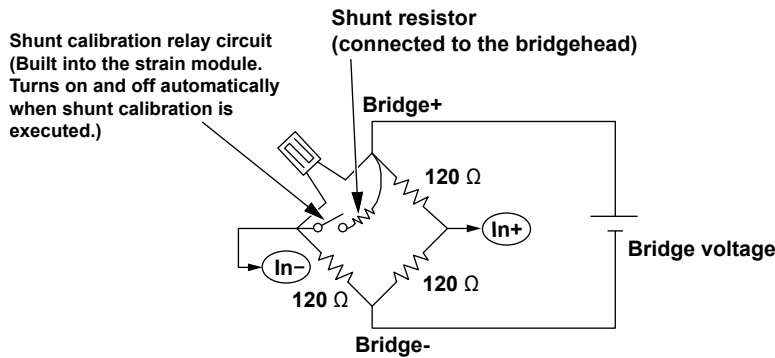 Shunt resistor
(connected to the bridgehead)
Shunt calibration relay circuit
(Built into the strain module.
Turns on and off automatically
when shunt calibration is
executed.)
Bridge+
120 Ω
In+
Bridge voltage
In−
120 Ω
120 Ω
Bridge-